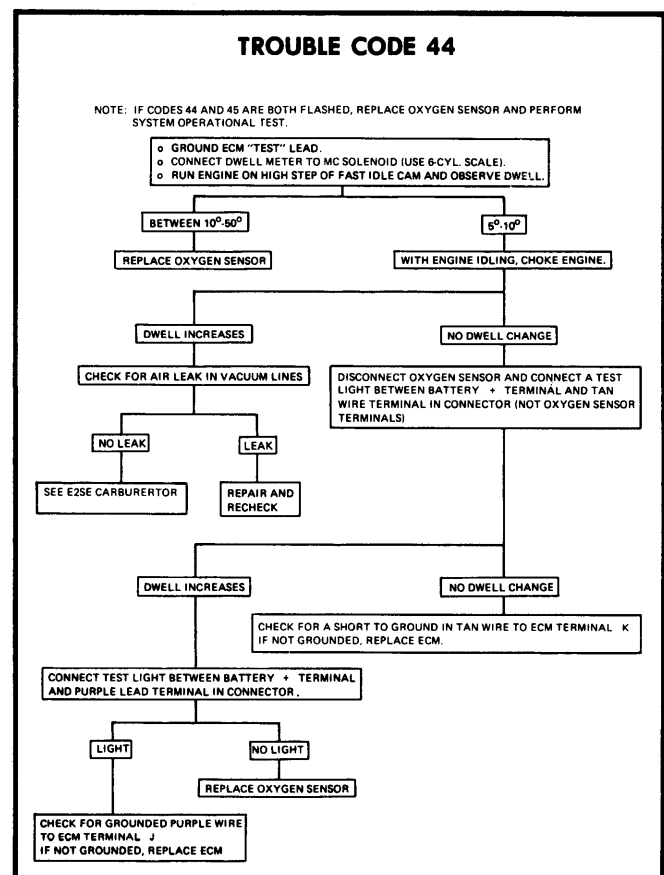 TROUBLE CODE 44
NOTE: IF CODES 44 AND 45 ARE BOTH FLASHED, REPLACE OXYGEN SENSOR AND PERFORM
SYSTEM OPERATIONAL TEST.
o GROUND ECM "TEST" LEAD.
o CONNECT DWELL METER TO MC SOLENOID (USE 6-CYL. SCALE).
o RUN ENGINE ON HIGH STEP OF FAST IDLE CAM AND OBSERVE DWELL.
BETWEEN 10°-50°
5°-10°
REPLACE OXYGEN SENSOR
WITH ENGINE IDLING, CHOKE ENGINE.
DWELL INCREASES
NO DWELL CHANGE
CHECK FOR AIR LEAK IN VACUUM LINES
DISCONNECT OXYGEN SENSOR AND CONNECT A TEST
LIGHT BETWEEN BATTERY + TERMINAL AND TAN
WIRE TERMINAL IN CONNECTOR (NOT OXYGEN SENSOR
TERMINALS)
NO LEAK
LEAK
SEE E2SE CARBURERTOR
REPAIR AND
RECHECK
DWELL INCREASES
NO DWELL CHANGE
CHECK FOR A SHORT TO GROUND IN TAN WIRE TO ECM TERMINAL K
IF NOT GROUNDED, REPLACE ECM.
CONNECT TEST LIGHT BETWEEN BATTERY + TERMINAL
AND PURPLE LEAD TERMINAL IN CONNECTOR.
LIGHT
NO LIGHT
REPLACE OXYGEN SENSOR
CHECK FOR GROUNDED PURPLE WIRE
TO ECM TERMINAL J
IF NOT GROUNDED, REPLACE ECM